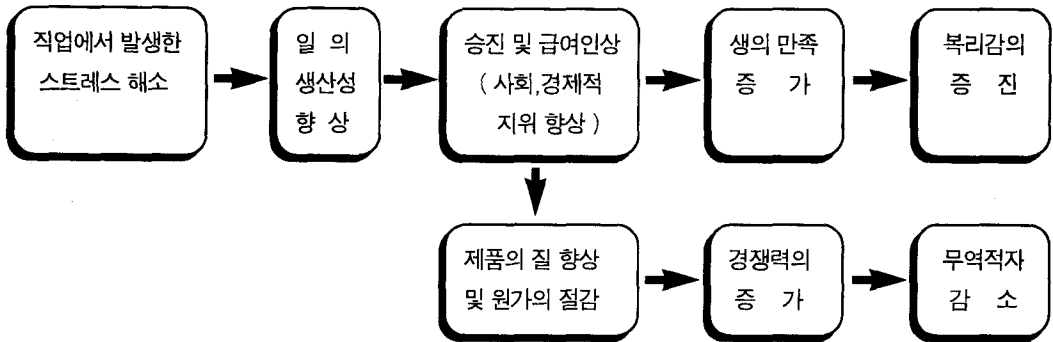 직업에서 발생한
스트레스 해소
일 의
생산성
향 상
승진 및 급여인상
( 사회,경제적
지위 향상 )
생의 만족
증 가
복리감의
증 진
제품의 질 향상
및 원가의 절감
경쟁력의
증 가
무역적자
감 소